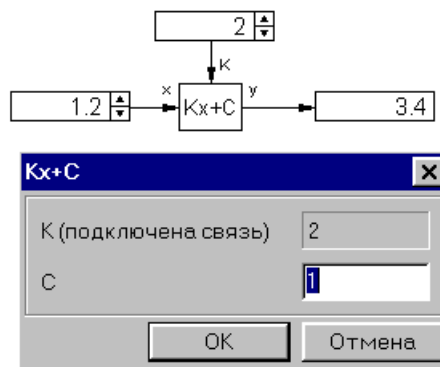 2
K
x
y
1.2
Kx+C
3.4
Kx+C
К (подключена связь)
2
C
1
OK
Отмена